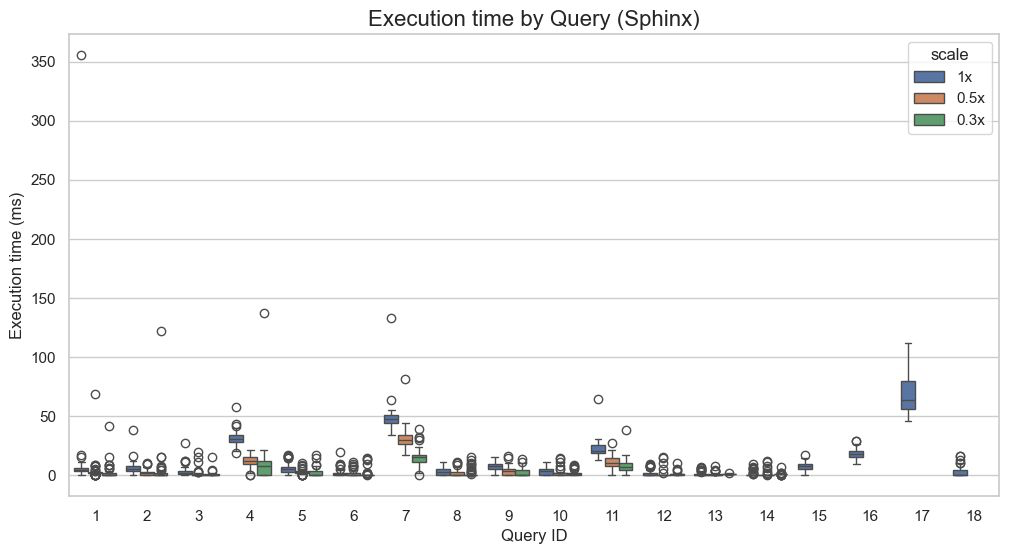 Execution time by Query (Sphinx)
scale
1x
0.5x
0.3x
Execution time (ms)
350
300
250
200
150
100
50
0
1 2 3 4 5 6 7 8 9 10 11 12 13 14 15 16 17 18
Query ID